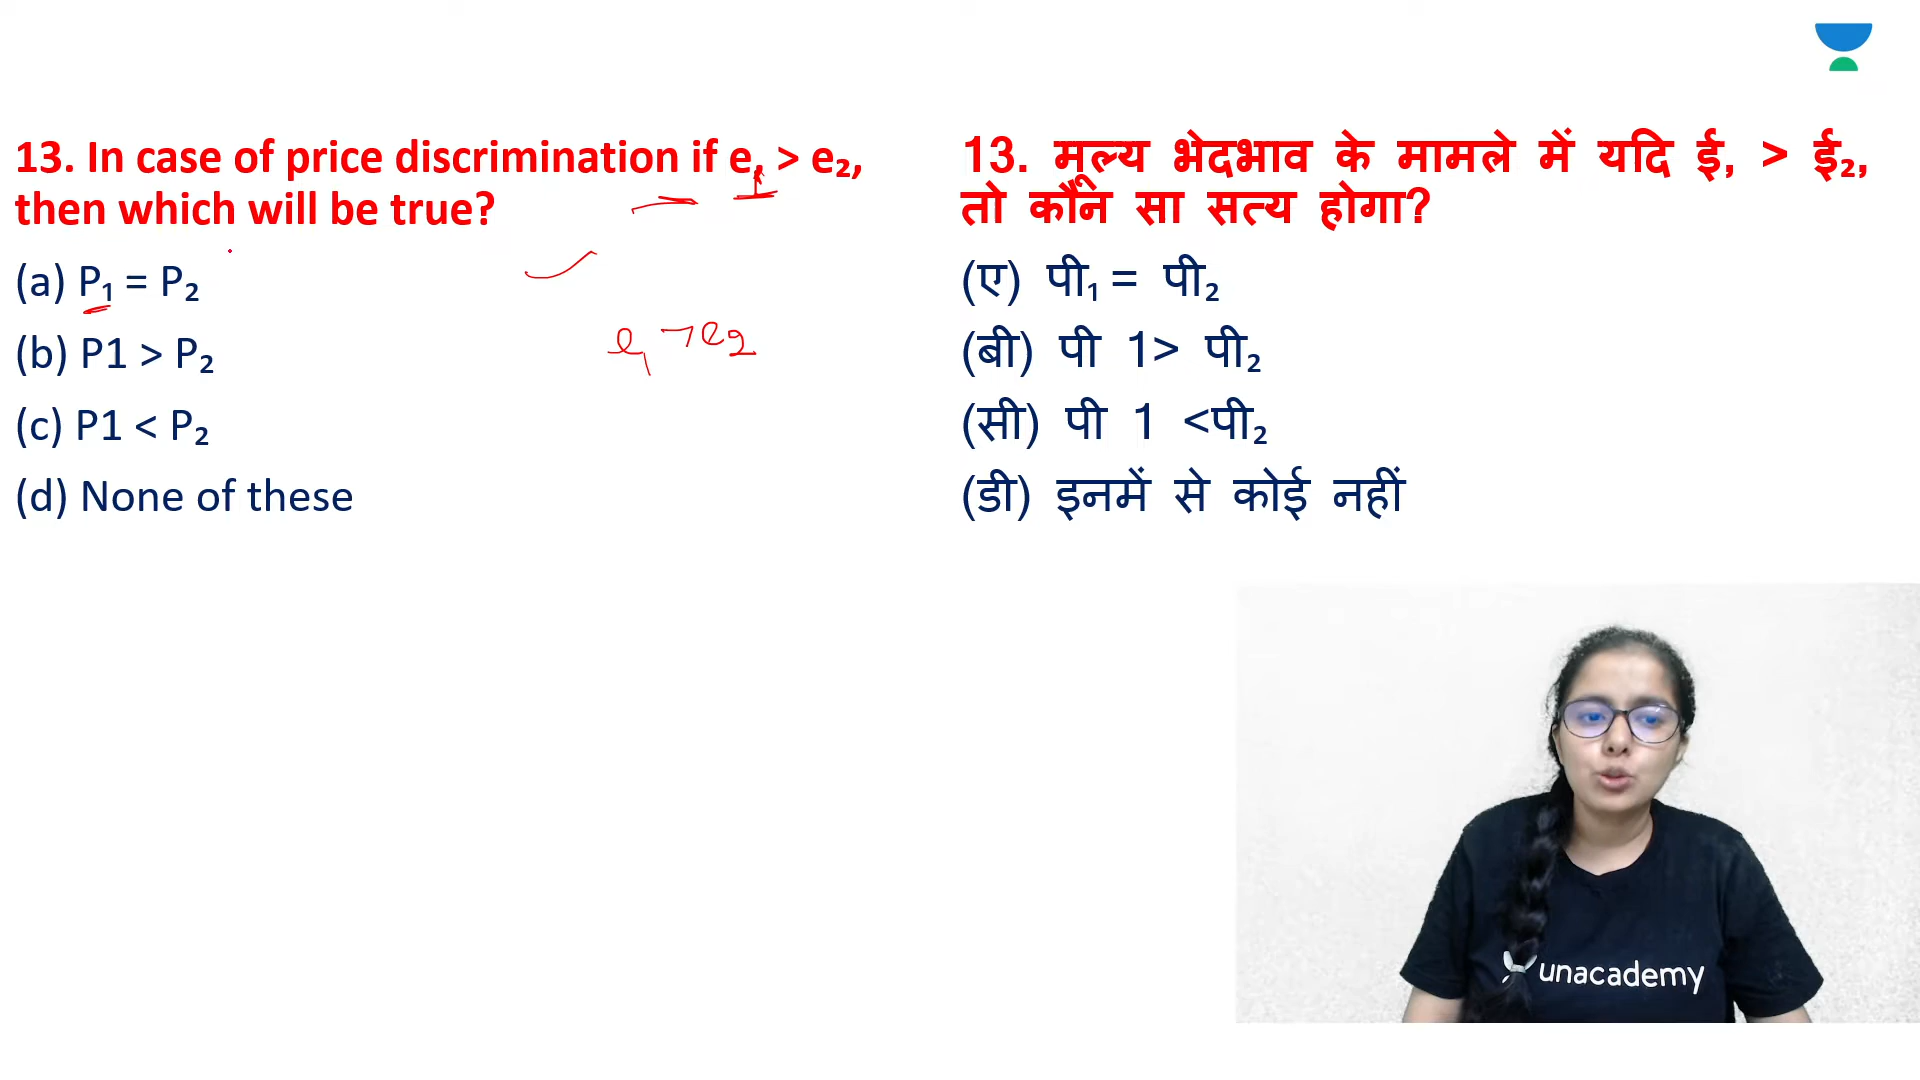 13. In case of price discrimination if e, > e₂,
then which will be true?
(a) P₁ = P₂
(b) P1 > P₂
(c) P1 < P₂
(d) None of these
e₁ > e₂
13. मूल्य भेदभाव के मामले में यदि ई, > ई₂,
तो कौन सा सत्य होगा?
(ए) पी₁ = पी₂
(बी) पी 1> पी₂
(सी) पी 1 <पी₂
(डी) इनमें से कोई नहीं
unacademy